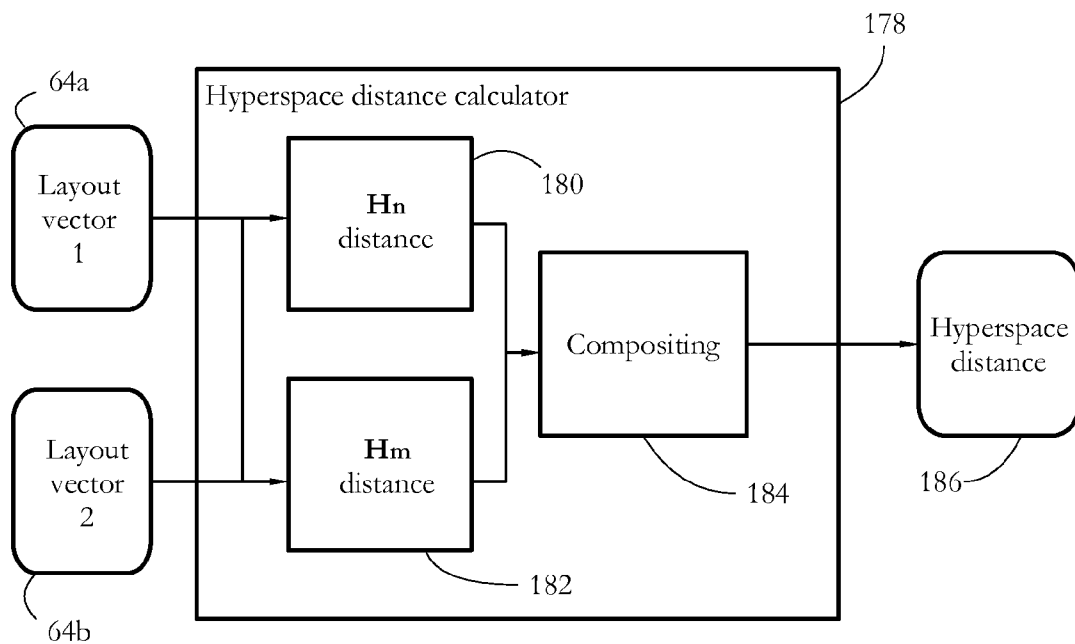 178
64a
Hyperspace distance calculator
Layout
vector
1
Hn
distance
180
Compositing
Hyperspace
distance
Layout
vector
2
Hm
distance
184
186
182
64b